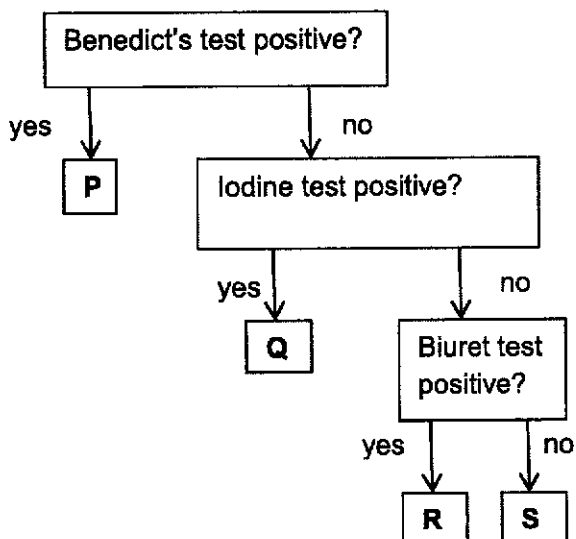 Benedict's test positive?
yes
no
P
Iodine test positive?
yes
no
Q
Biuret test
positive?
yes
no
R
S